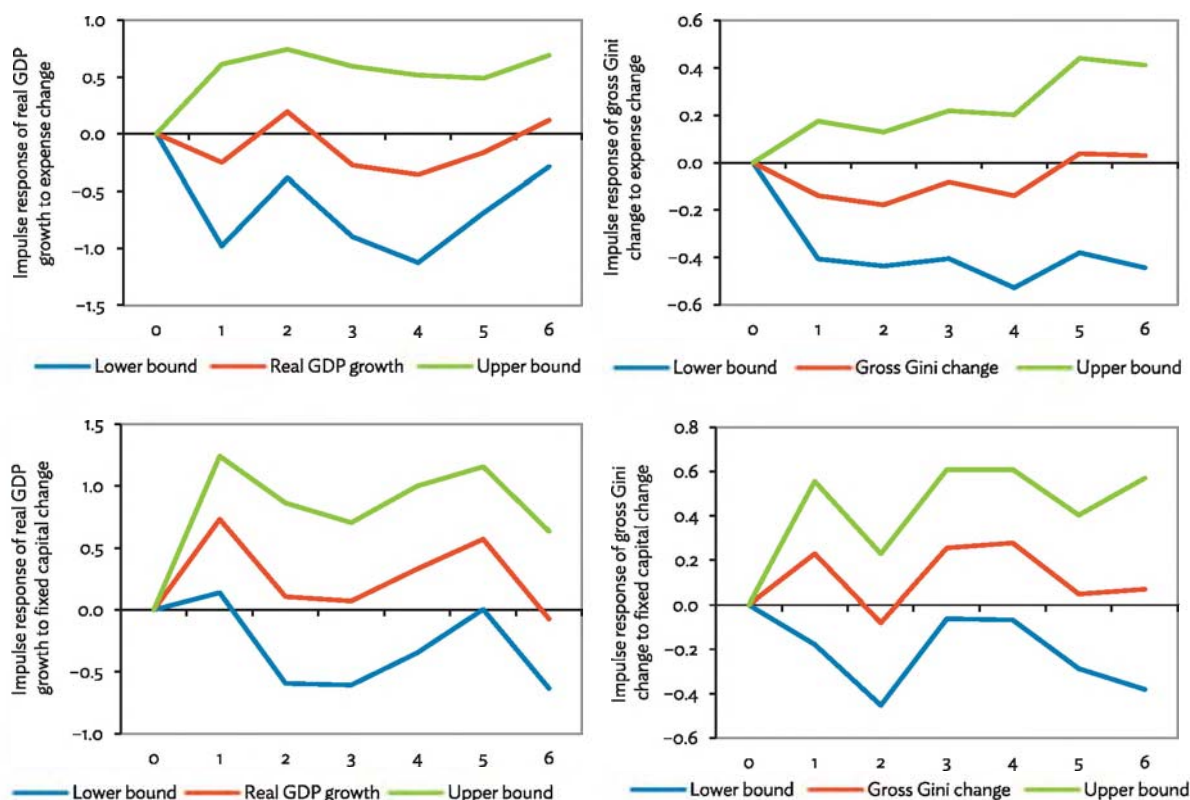 Impulse response of real GDP
growth to expense change
1.0
0.5
0.0
−0.5
−1.0
−1.5
0 1 2 3 4 5 6
Lower bound Real GDP growth Upper bound
Impulse response of gross Gini
change to expense change
0.6
0.4
0.2
0.0
−0.2
−0.4
−0.6
0 1 2 3 4 5 6
Lower bound Gross Gini change Upper bound
Impulse response of real GDP
growth to fixed capital change
1.5
1.0
0.5
0.0
−0.5
−1.0
0 1 2 3 4 5 6
Lower bound Real GDP growth Upper bound
Impulse response of gross Gini
change to fixed capital change
0.8
0.6
0.4
0.2
0.0
−0.2
−0.4
−0.6
0 1 2 3 4 5 6
Lower bound Gross Gini change Upper bound